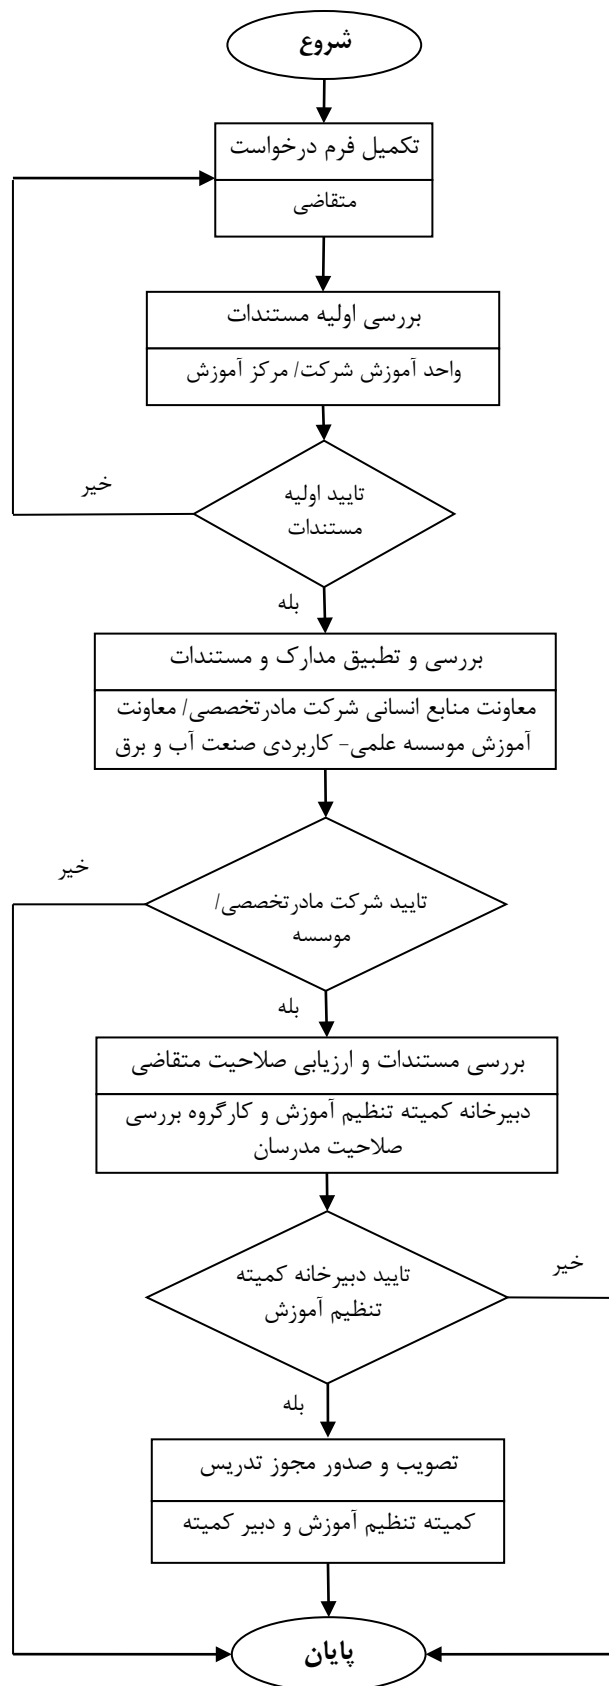 شروع
تکمیل فرم درخواست
متقاضی
بررسی اولیه مستندات
واحد آموزش شرکت/ مرکز آموزش
تایید اولیه
مستندات
خیر
بله
بررسی و تطبیق مدارک و مستندات
معاونت منابع انسانی شرکت مادرتخصصی/ معاونت
آموزش موسسه علمی- کاربردی صنعت آب و برق
خیر
تایید شرکت مادرتخصصی/
موسسه
بله
بررسی مستندات و ارزیابی صلاحیت متقاضی
دبیرخانه کمیته تنظیم آموزش و کارگروه بررسی
صلاحیت مدرسان
تایید دبیرخانه کمیته
تنظیم آموزش
خیر
بله
تصویب و صدور مجوز تدریس
کمیته تنظیم آموزش و دبیر کمیته
پایان